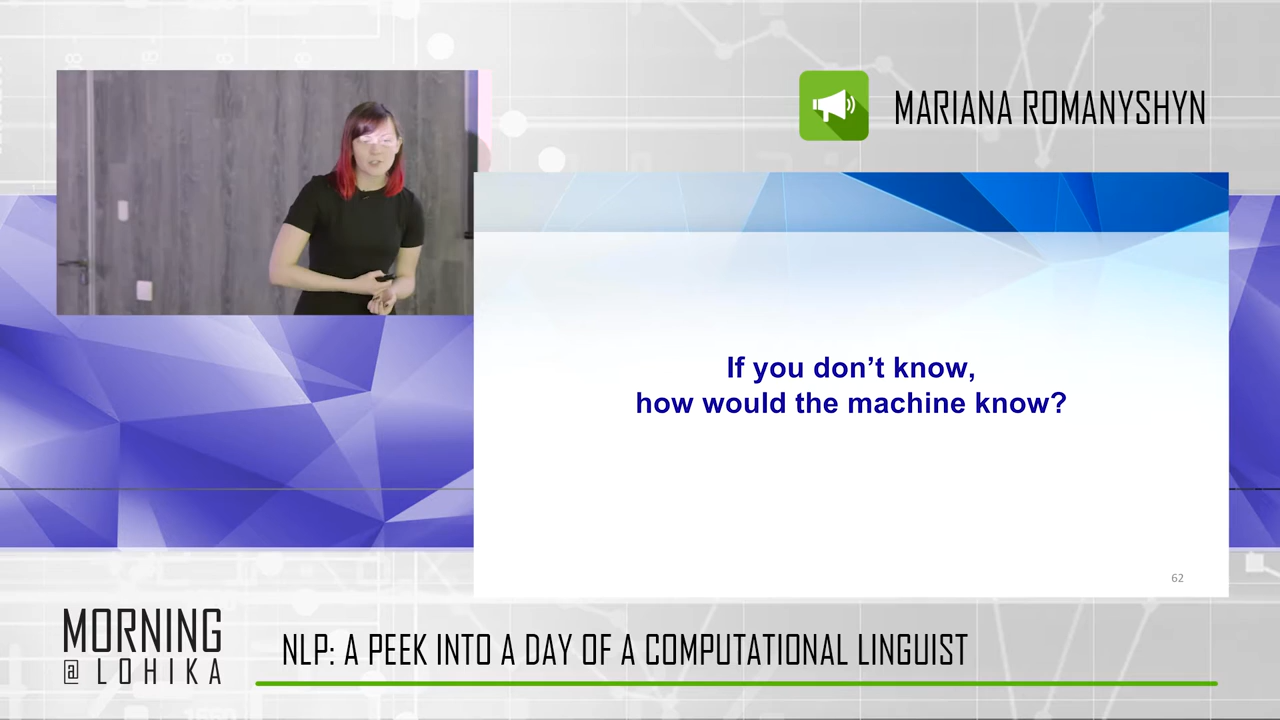 MARIANA ROMANYSHYN
If you don’t know,
how would the machine know?
62
MORNING
@ LOHIKA
NLP: A PEEK INTO A DAY OF A COMPUTATIONAL LINGUIST